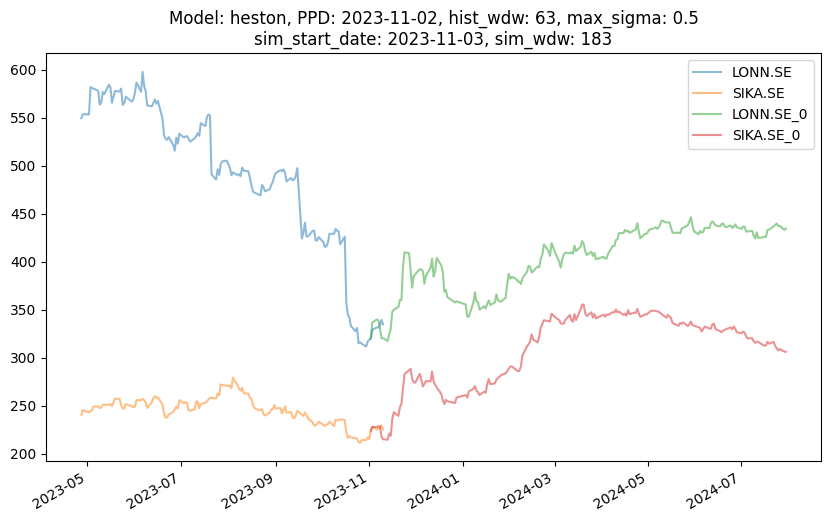 Model: heston, PPD: 2023-11-02, hist_wdw: 63, max_sigma: 0.5
sim_start_date: 2023-11-03, sim_wdw: 183
LONN.SE
SIKA.SE
LONN.SE_0
SIKA.SE_0
600
550
500
450
400
350
300
250
200
2023-05
2023-07
2023-09
2023-11
2024-01
2024-03
2024-05
2024-07